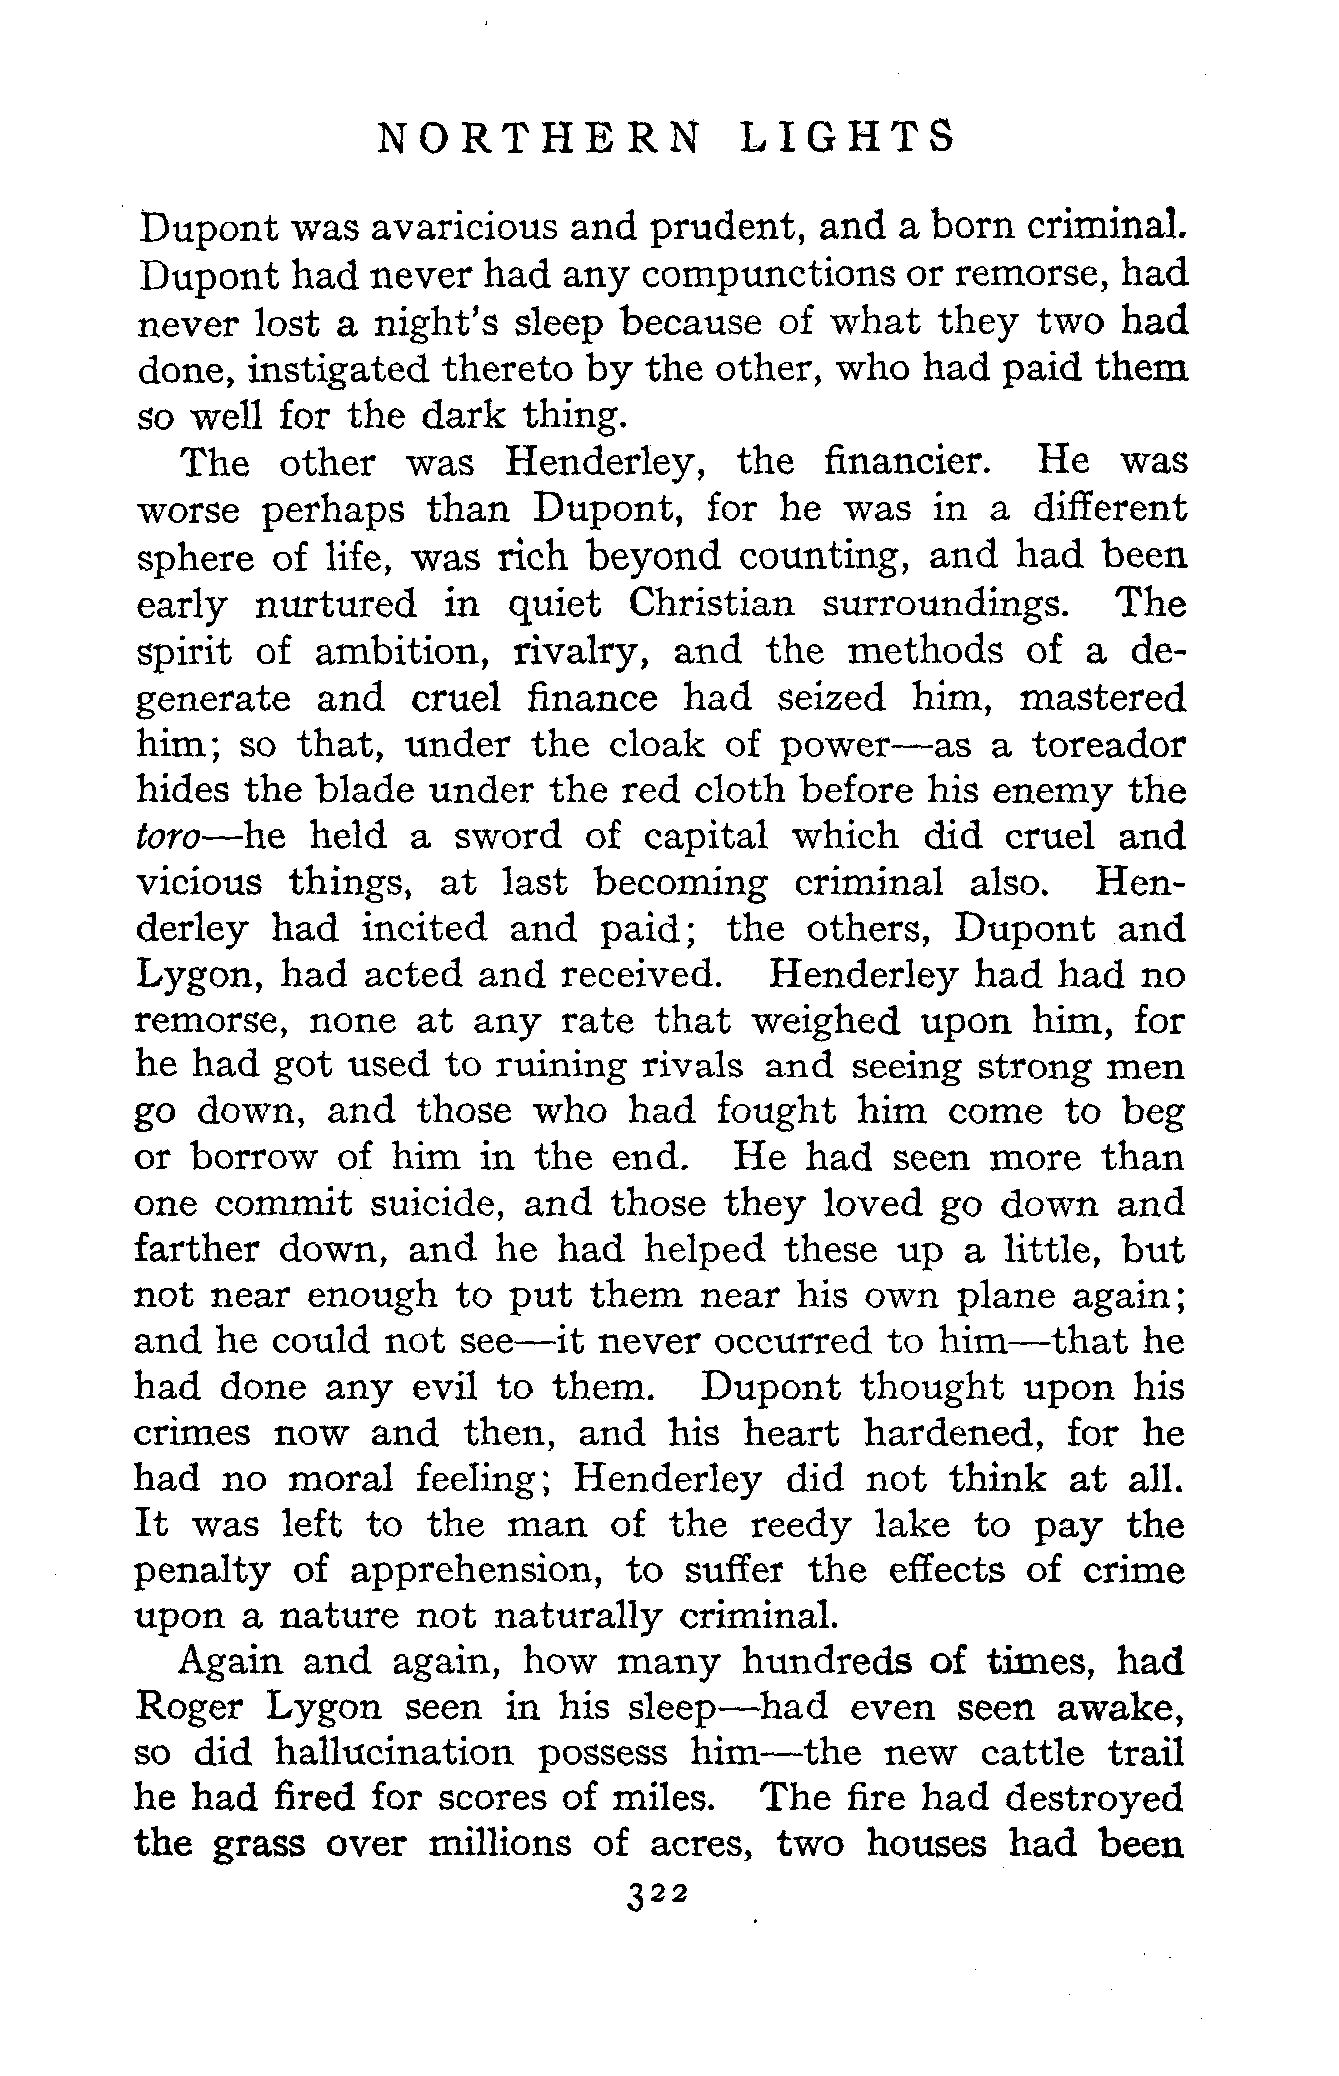 NORTHERN LIGHTS
Dupont was avaricious and prudent, and a born criminal.
Dupont had never had any compunctions or remorse, had
never lost a night's sleep because of what they two had
done, instigated thereto by the other, who had paid them
so well for the dark thing.
The other was Henderley, the financier. He was
worse perhaps than Dupont, for he was in a different
sphere of life, was rich beyond counting, and had been
early nurtured in quiet Christian surroundings. The
spirit of ambition, rivalry, and the methods of a de-
generate and cruel finance had seized him, mastered
him; so that, under the cloak of power—as a toreador
hides the blade under the red cloth before his enemy the
toro—he held a sword of capital which did cruel and
vicious things, at last becoming criminal also. Hen-
derley had incited and paid; the others, Dupont and
Lygon, had acted and received. Henderley had had no
remorse, none at any rate that weighed upon him, for
he had got used to ruining rivals and seeing strong men
go down, and those who had fought him come to beg
or borrow of him in the end. He had seen more than
one commit suicide, and those they loved go down and
farther down, and he had helped these up a little, but
not near enough to put them near his own plane again;
and he could not see—it never occurred to him—that he
had done any evil to them. Dupont thought upon his
crimes now and then, and his heart hardened, for he
had no moral feeling; Henderley did not think at all.
It was left to the man of the reedy lake to pay the
penalty of apprehension, to suffer the effects of crime
upon a nature not naturally criminal.
Again and again, how many hundreds of times, had
Roger Lygon seen in his sleep—had even seen awake,
so did hallucination possess him—the new cattle trail
he had fired for scores of miles. The fire had destroyed
the grass over millions of acres, two houses had been
322